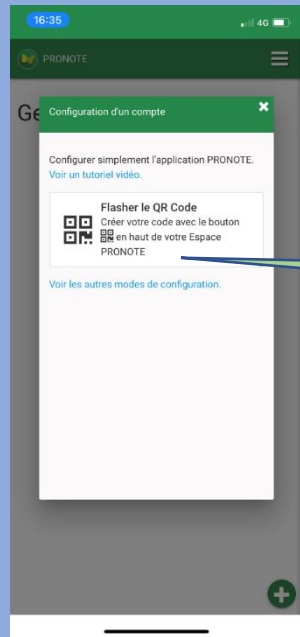 16:35
4G
PRONOTE
Ge
Configuration d'un compte
Configurer simplement l'application PRONOTE.
Voir un tutoriel vidéo.
Flasher le QR Code
Créer votre code avec le bouton
en haut de votre Espace
PRONOTE
Voir les autres modes de configuration.